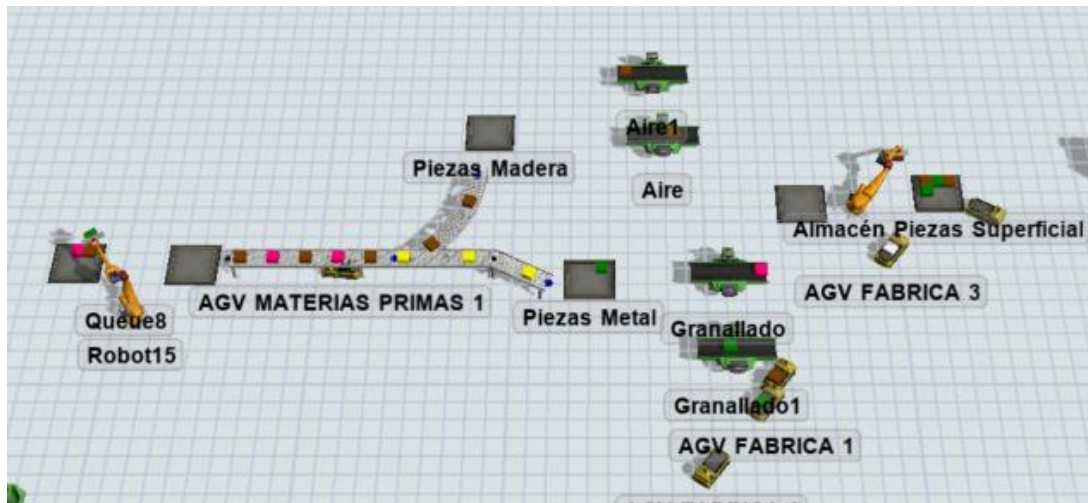 Aire1
Piezas Madera
Aire
Almacén Piezas Superficial
AGV MATERIAS PRIMAS 1
AGV FABRICA 3
Queue8
Piezas Metal
Granallado
Robot15
Granallado1
AGV FABRICA 1